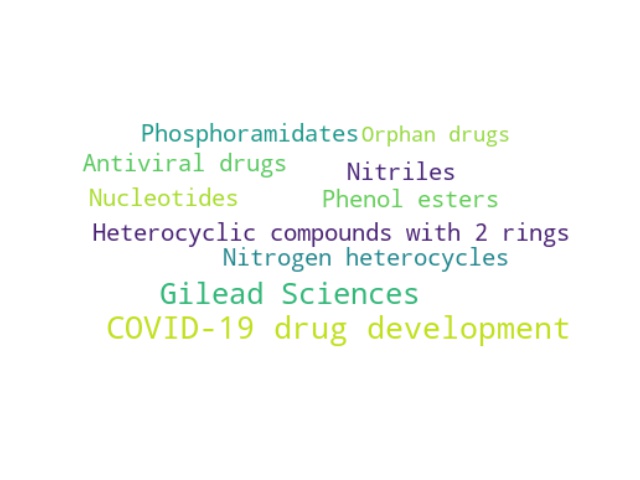 Phosphoramidates Orphan drugs
Antiviral drugs Nitriles
Nucleotides Phenol esters
Heterocyclic compounds with 2 rings
Nitrogen heterocycles
Gilead Sciences
COVID-19 drug development